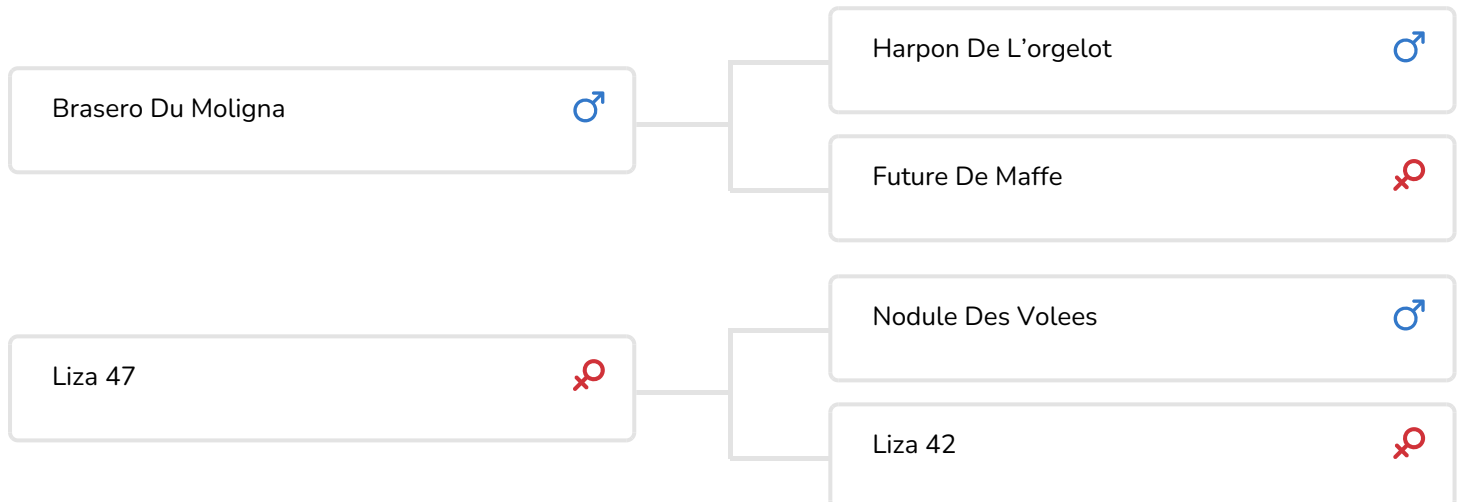 Harpon De L’orgelot
Brasero Du Moligna
Future De Maffe
Nodule Des Volees
Liza 47
Liza 42